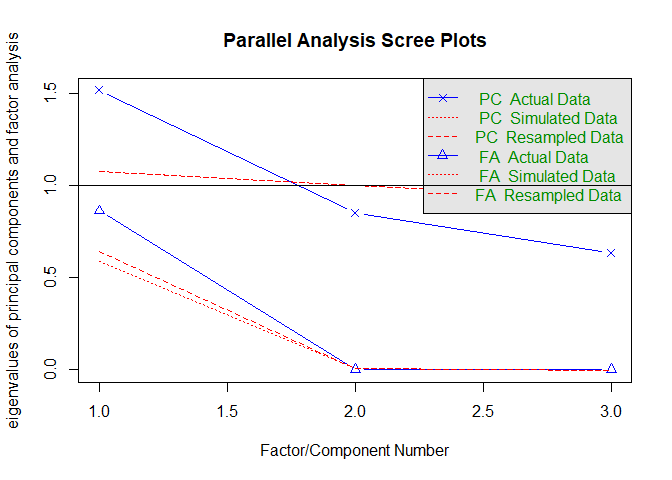 Parallel Analysis Scree Plots
eigenvalues of principal components and factor analysis
1.5
1.0
0.5
0.0
PC Actual Data
PC Simulated Data
PC Resampled Data
FA Actual Data
FA Simulated Data
FA Resampled Data
1.0 1.5 2.0 2.5 3.0
Factor/Component Number